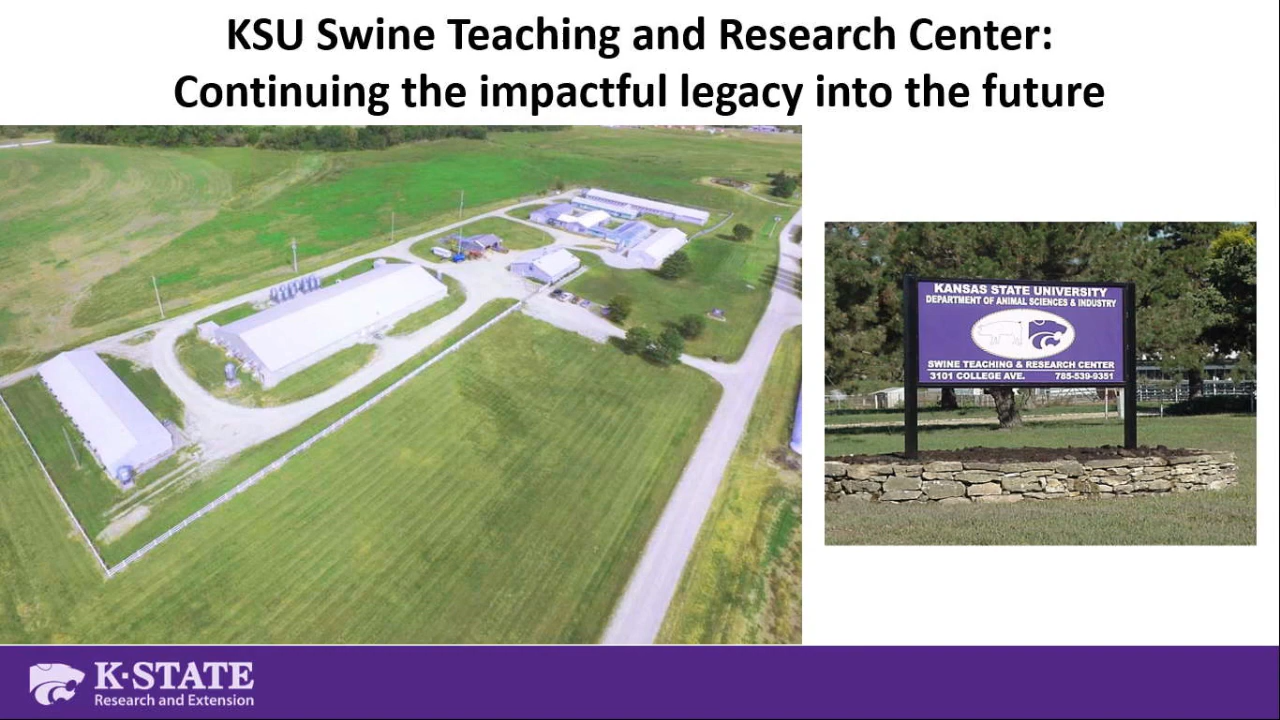 KSU Swine Teaching and Research Center:
Continuing the impactful legacy into the future
KANSAS STATE UNIVERSITY
DEPARTMENT OF ANIMAL SCIENCES & INDUSTRY
SWINE TEACHING & RESEARCH CENTER
3101 COLLEGE AVE. 785-539-9351
K-STATE
Research and Extension